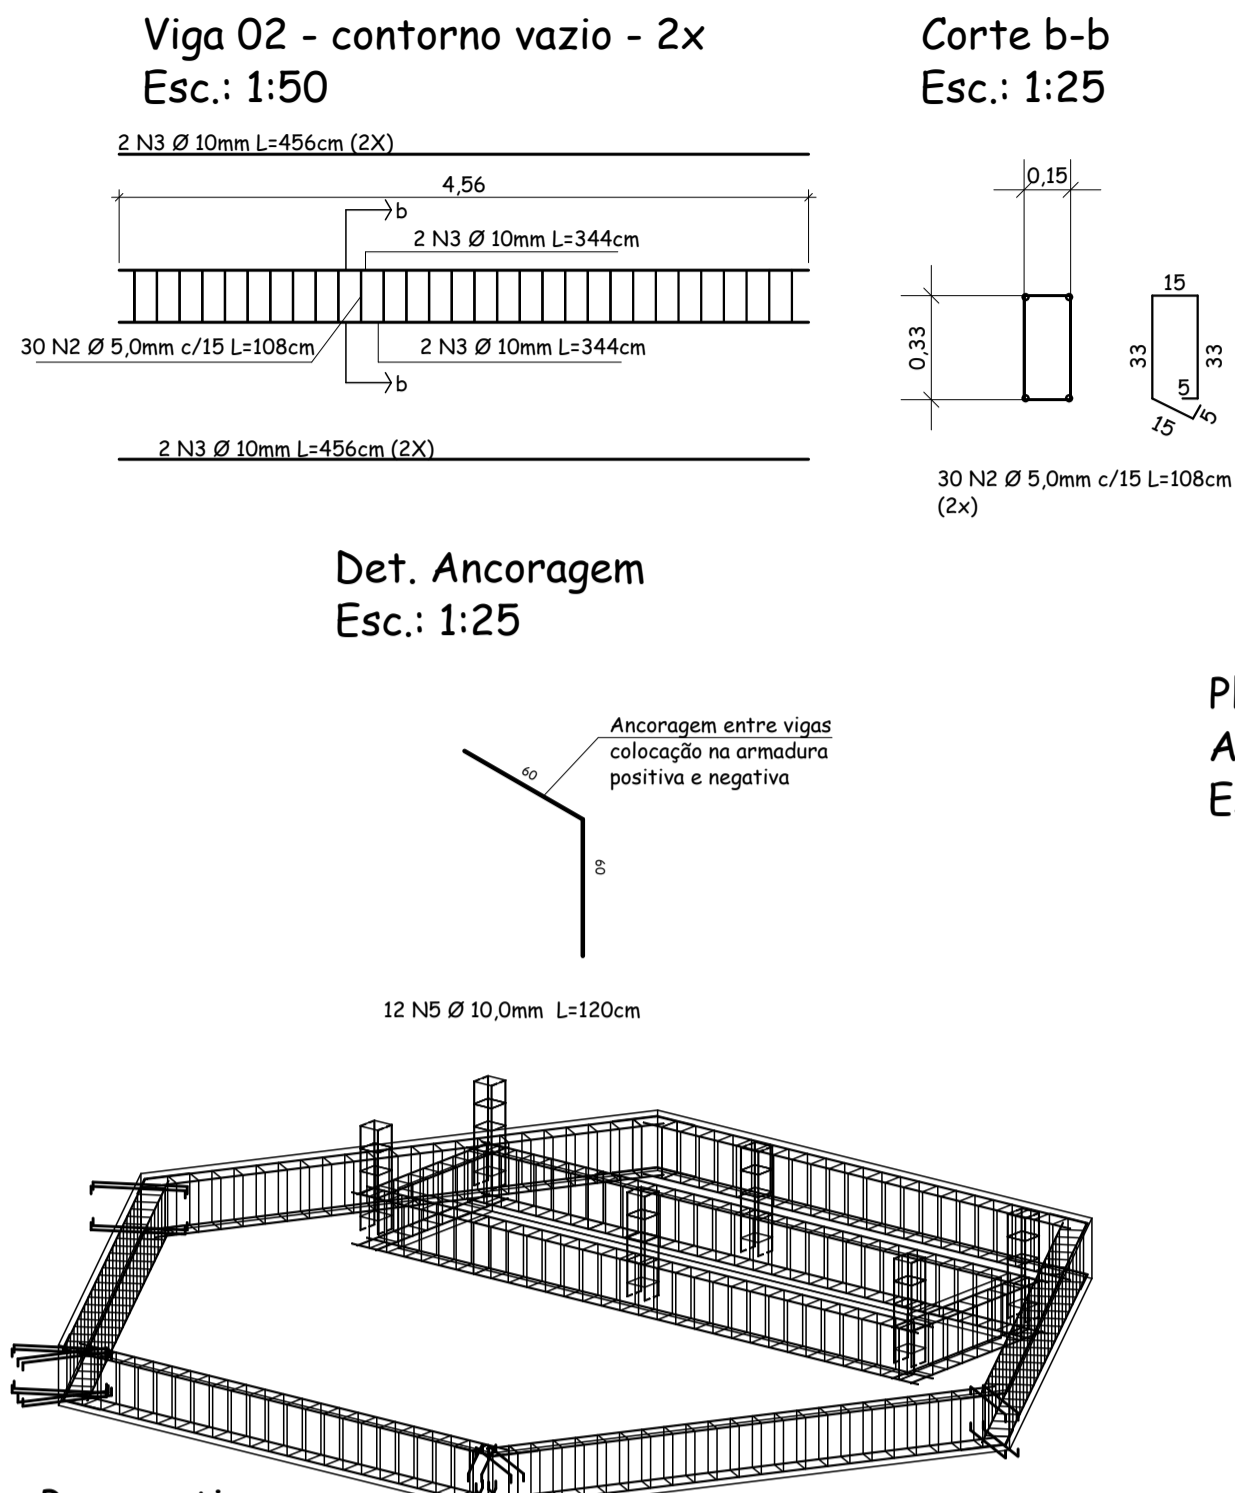 Viga 02 - contorno vazio - 2x
Esc.: 1:50
Corte b-b
Esc.: 1:25
2 N3 Ø 10mm L=456cm (2X)
4,56
b
2 N3 Ø 10mm L=344cm
30 N2 Ø 5,0mm c/15 L=108cm
2 N3 Ø 10mm L=344cm
b
2 N3 Ø 10mm L=456cm (2X)
0,15
0,33
15
33
33
5
5
15
30 N2 Ø 5,0mm c/15 L=108cm
(2x)
Det. Ancoragem
Esc.: 1:25
Ancoragem entre vigas
colocação na armadura
positiva e negativa
60
60
12 N5 Ø 10,0mm L=120cm